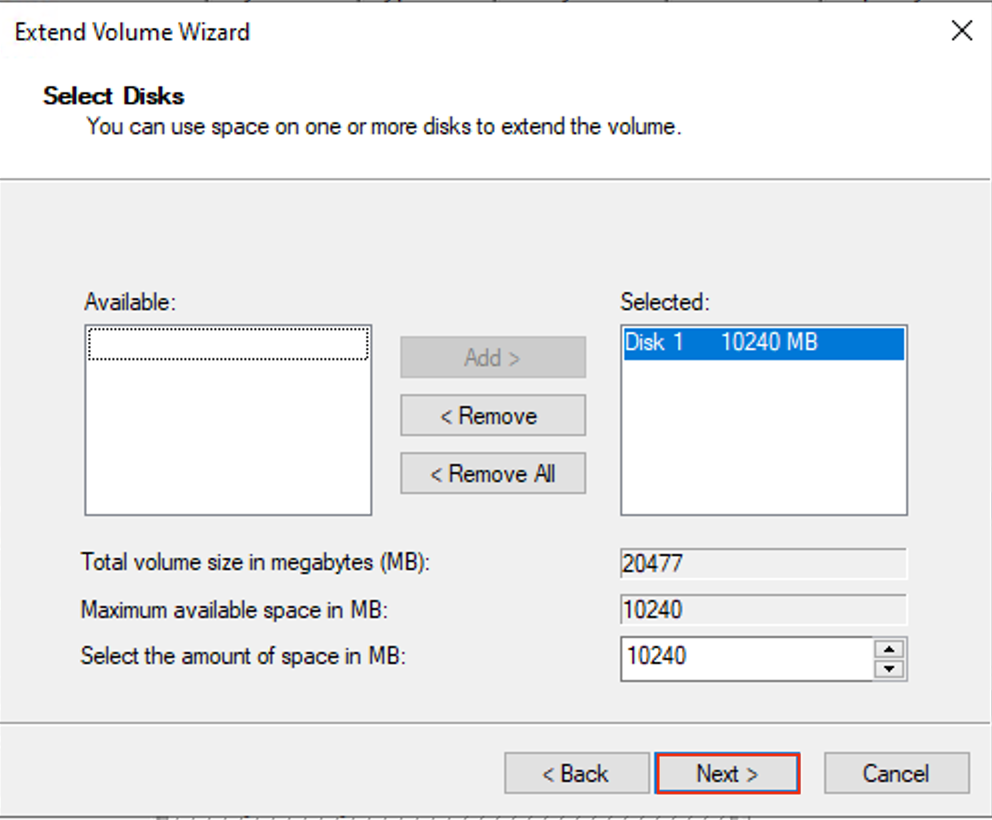 Extend Volume Wizard
Select Disks
You can use space on one or more disks to extend the volume.
Available:
Selected:
Disk 1 10240 MB
Add >
< Remove
< Remove All
Total volume size in megabytes (MB): 20477
Maximum available space in MB: 10240
Select the amount of space in MB: 10240
< Back Next > Cancel